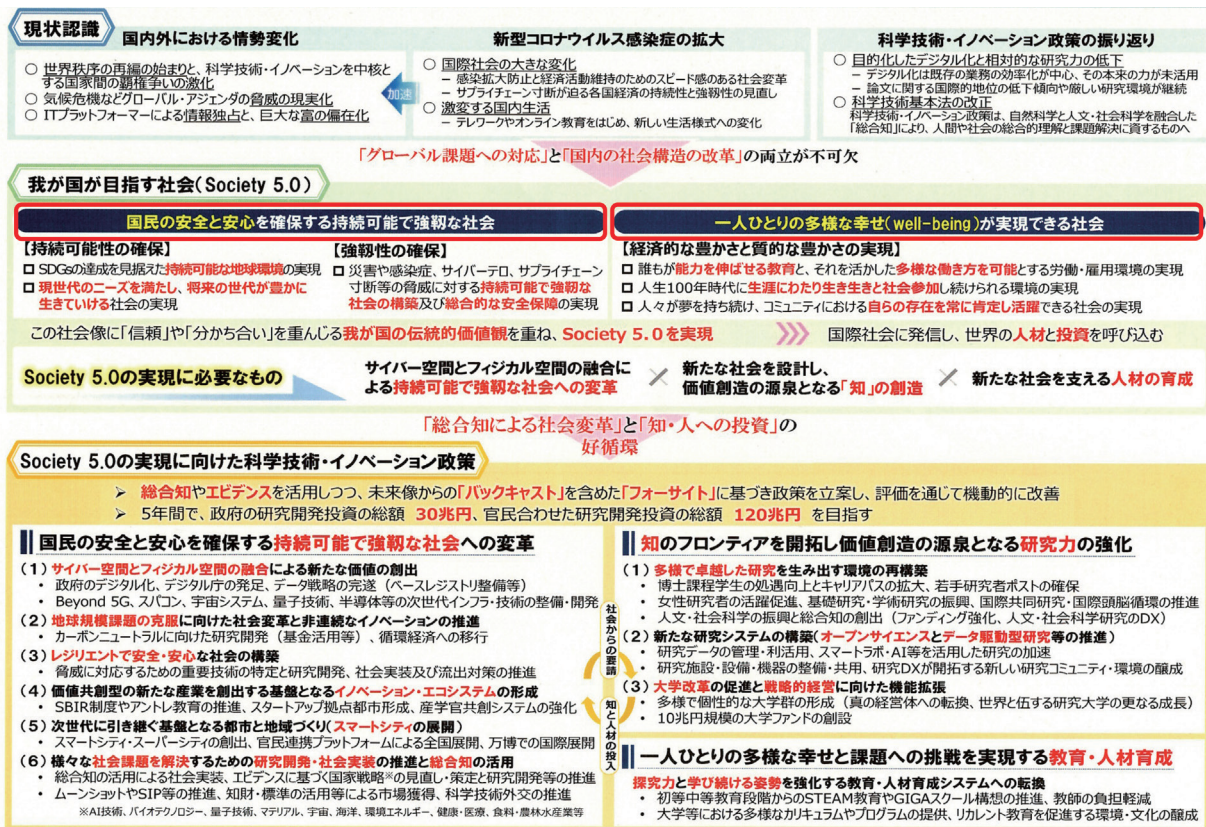 現状認識
国内外における情勢変化
○ 世界秩序の再編の始まりと、科学技術・イノベーションを中核と
する国家間の覇権争いの激化
○ 気候危機などグローバル・アジェンダの脅威の現実化
○ ITプラットフォーマーによる情報独占と、巨大な富の偏在化
加速
新型コロナウイルス感染症の拡大
○ 国際社会の大きな変化
– 感染拡大防止と経済活動維持のためのスピード感のある社会変革
– サプライチェーン寸断が迫る各国経済の持続性と強靭性の見直し
○ 激変する国内生活
– テレワークやオンライン教育をはじめ、新しい生活様式への変化
科学技術・イノベーション政策の振り返り
○ 目的化したデジタル化と相対的な研究力の低下
– デジタル化は既存の業務の効率化が中心、その本来の力が未活用
– 論文に関する国際的地位の低下傾向や厳しい研究環境が継続
○ 科学技術基本法の改正
科学技術・イノベーション政策は、自然科学と人文・社会科学を融合した
「総合知」により、人間や社会の総合的理解と課題解決に資するものへ
「グローバル課題への対応」と「国内の社会構造の改革」の両立が不可欠
我が国が目指す社会(Society 5.0)
国民の安全と安心を確保する持続可能で強靭な社会
【持続可能性の確保】
□ SDGsの達成を見据えた持続可能な地球環境の実現
□ 現世代のニーズを満たし、将来の世代が豊かに
生きていける社会の実現
【強靭性の確保】
□ 災害や感染症、サイバーテロ、サプライチェーン
寸断等の脅威に対する持続可能で強靭な
社会の構築及び総合的な安全保障の実現
一人ひとりの多様な幸せ(well-being)が実現できる社会
【経済的な豊かさと質的な豊かさの実現】
□ 誰もが能力を伸ばせる教育と、それを活かした多様な働き方を可能とする労働・雇用環境の実現
□ 人生100年時代に生涯にわたり生き生きと社会参加し続けられる環境の実現
□ 人々が夢を持ち続け、コミュニティにおける自らの存在を常に肯定し活躍できる社会の実現
この社会像に「信頼」や「分かち合い」を重んじる我が国の伝統的価値観を重ね、Society 5.0を実現
国際社会に発信し、世界の人材と投資を呼び込む
Society 5.0の実現に必要なもの
サイバー空間とフィジカル空間の融合に
よる持続可能で強靭な社会への変革
×
新たな社会を設計し、
価値創造の源泉となる「知」の創造
×
新たな社会を支える人材の育成
「総合知による社会変革」と「知・人への投資」の
好循環
Society 5.0の実現に向けた科学技術・イノベーション政策
➢ 総合知やエビデンスを活用しつつ、未来像からの「バックキャスト」を含めた「フォーサイト」に基づき政策を立案し、評価を通じて機動的に改善
➢ 5年間で、政府の研究開発投資の総額 30兆円、官民合わせた研究開発投資の総額 120兆円 を目指す
国民の安全と安心を確保する持続可能で強靭な社会への変革
(1)サイバー空間とフィジカル空間の融合による新たな価値の創出
・ 政府のデジタル化、デジタル庁の発足、データ戦略の完遂(ベースレジストリ整備等)
・ Beyond 5G、スパコン、宇宙システム、量子技術、半導体等の次世代インフラ・技術の整備・開発
(2)地球規模課題の克服に向けた社会変革と非連続なイノベーションの推進
・ カーボンニュートラルに向けた研究開発(基金活用等)、循環経済への移行
(3)レジリエントで安全・安心な社会の構築
・ 脅威に対応するための重要技術の特定と研究開発、社会実装及び流出対策の推進
(4)価値共創型の新たな産業を創出する基盤となるイノベーション・エコシステムの形成
・ SBIR制度やアントレ教育の推進、スタートアップ拠点都市形成、産学官共創システムの強化
(5)次世代に引き継ぐ基盤となる都市と地域づくり(スマートシティの展開)
・ スマートシティ・スーパーシティの創出、官民連携プラットフォームによる全国展開、万博での国際展開
(6)様々な社会課題を解決するための研究開発・社会実装の推進と総合知の活用
・ 総合知の活用による社会実装、エビデンスに基づく国家戦略※の見直し・策定と研究開発等の推進
・ ムーンショットやSIP等の推進、知財・標準の活用等による市場獲得、科学技術外交の推進
※AI技術、バイオテクノロジー、量子技術、マテリアル、宇宙、海洋、環境エネルギー、健康・医療、食料・農林水産業等
社会からの要請
知と人材の投入
知のフロンティアを開拓し価値創造の源泉となる研究力の強化
(1)多様で卓越した研究を生み出す環境の再構築
・ 博士課程学生の処遇向上とキャリアパスの拡大、若手研究者ポストの確保
・ 女性研究者の活躍促進、基礎研究・学術研究の振興、国際共同研究・国際頭脳循環の推進
・ 人文・社会科学の振興と総合知の創出(ファンディング強化、人文・社会科学研究のDX)
(2)新たな研究システムの構築(オープンサイエンスとデータ駆動型研究等の推進)
・ 研究データの管理・利活用、スマートラボ・AI等を活用した研究の加速
・ 研究施設・設備・機器の整備・共用、研究DXが開拓する新しい研究コミュニティ・環境の醸成
(3)大学改革の促進と戦略的経営に向けた機能拡張
・ 多様で個性的な大学群の形成(真の経営体への転換、世界と伍する研究大学の更なる成長)
・ 10兆円規模の大学ファンドの創設
一人ひとりの多様な幸せと課題への挑戦を実現する教育・人材育成
探究力と学び続ける姿勢を強化する教育・人材育成システムへの転換
・ 初等中等教育段階からのSTEAM教育やGIGAスクール構想の推進、教師の負担軽減
・ 大学等における多様なカリキュラムやプログラムの提供、リカレント教育を促進する環境・文化の醸成